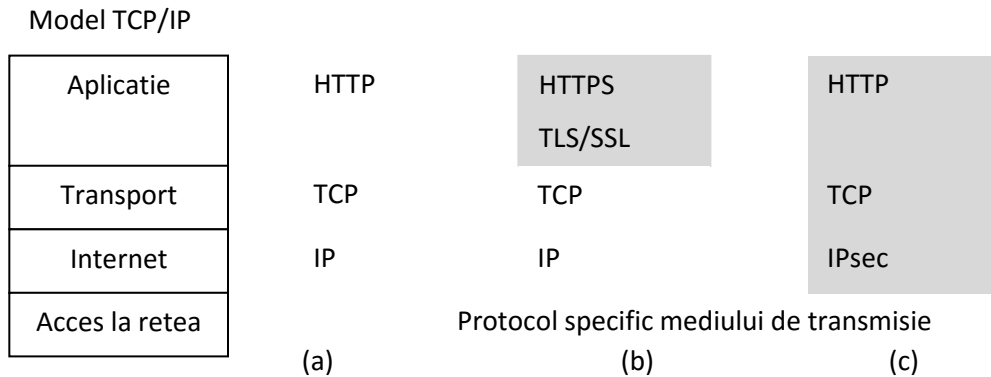 Model TCP/IP
Aplicatie HTTP HTTPS HTTP
TLS/SSL
Transport TCP TCP TCP
Internet IP IP IPsec
Acces la retea Protocol specific mediului de transmisie
(a) (b) (c)